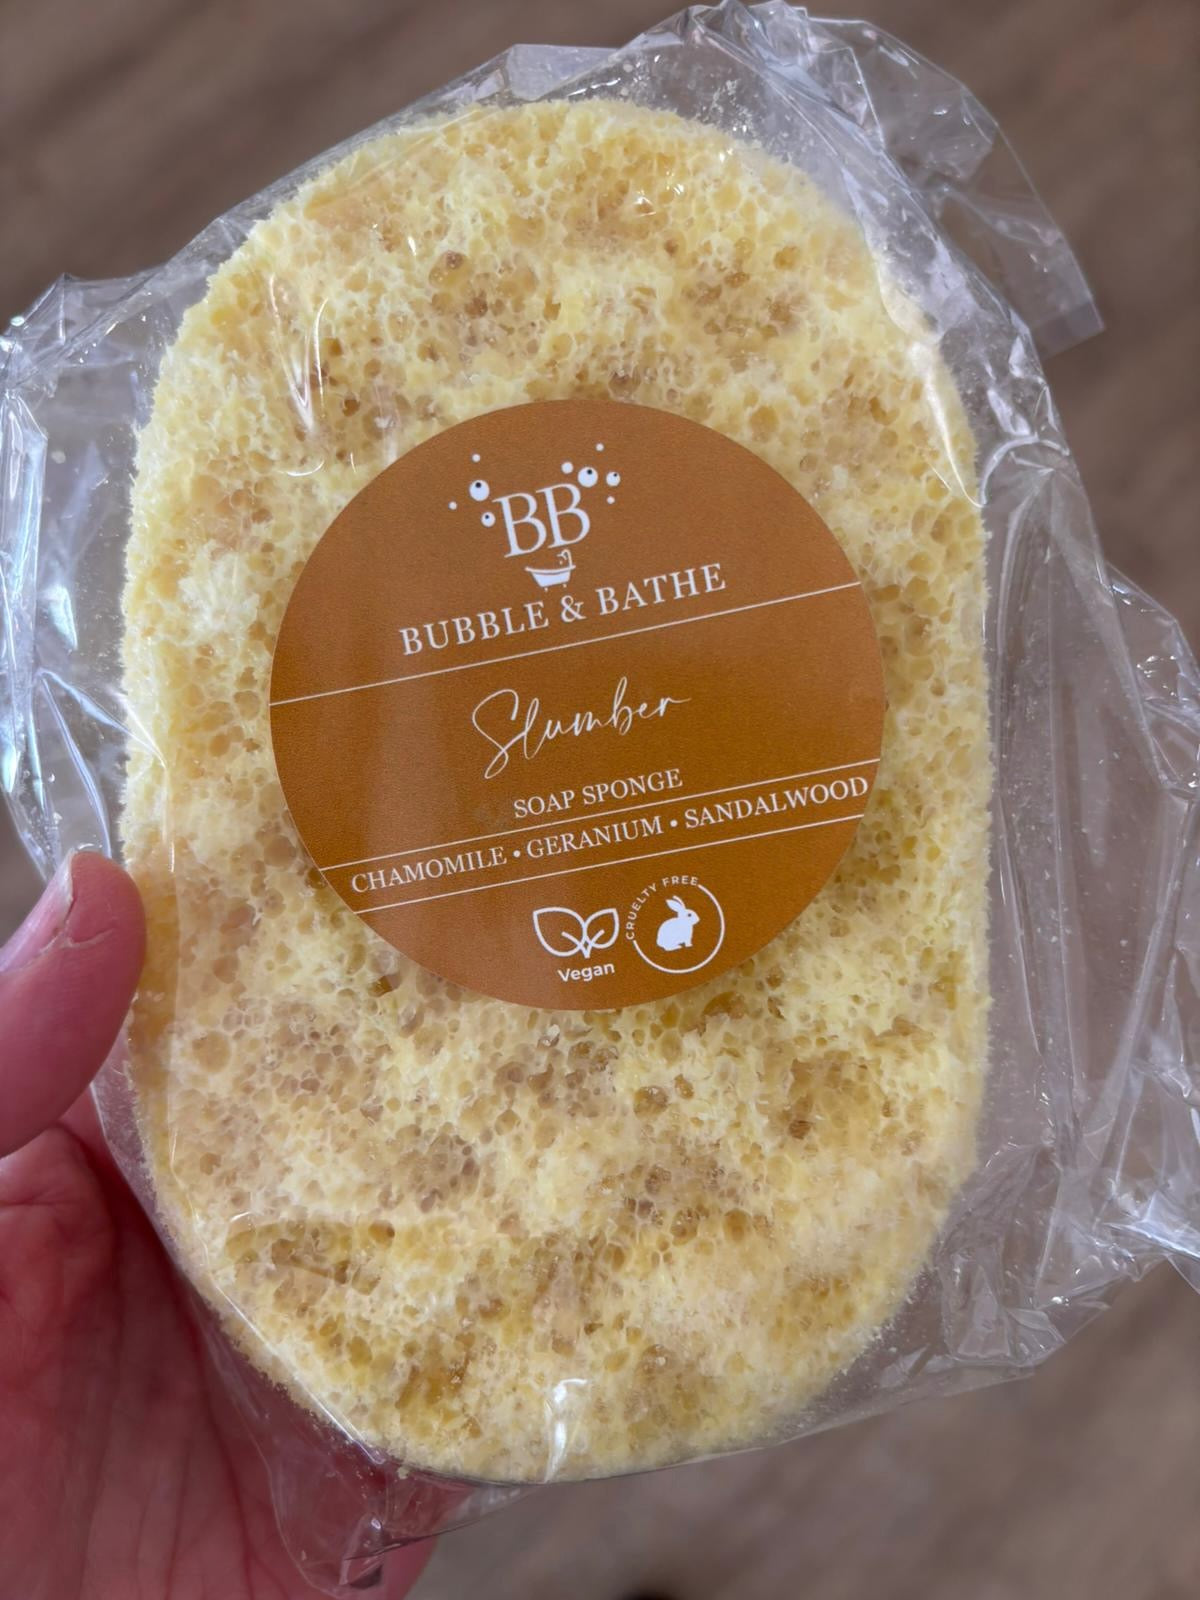 BB
BUBBLE & BATHE
Slumber
SOAP SPONGE
CHAMOMILE • GERANIUM • SANDALWOOD
CRUELTY FREE
Vegan